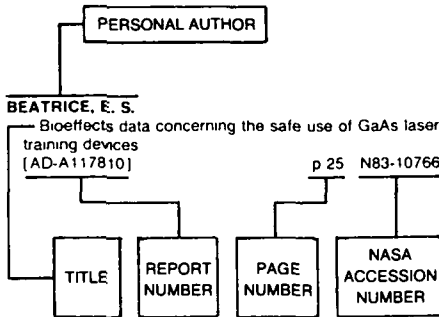 PERSONAL AUTHOR
BEATRICE, E. S.
Bioeffects data concerning the safe use of GaAs laser
training devices
[AD-A117810] p 25 N83-10766
TITLE
REPORT
NUMBER
PAGE
NUMBER
NASA
ACCESSION
NUMBER